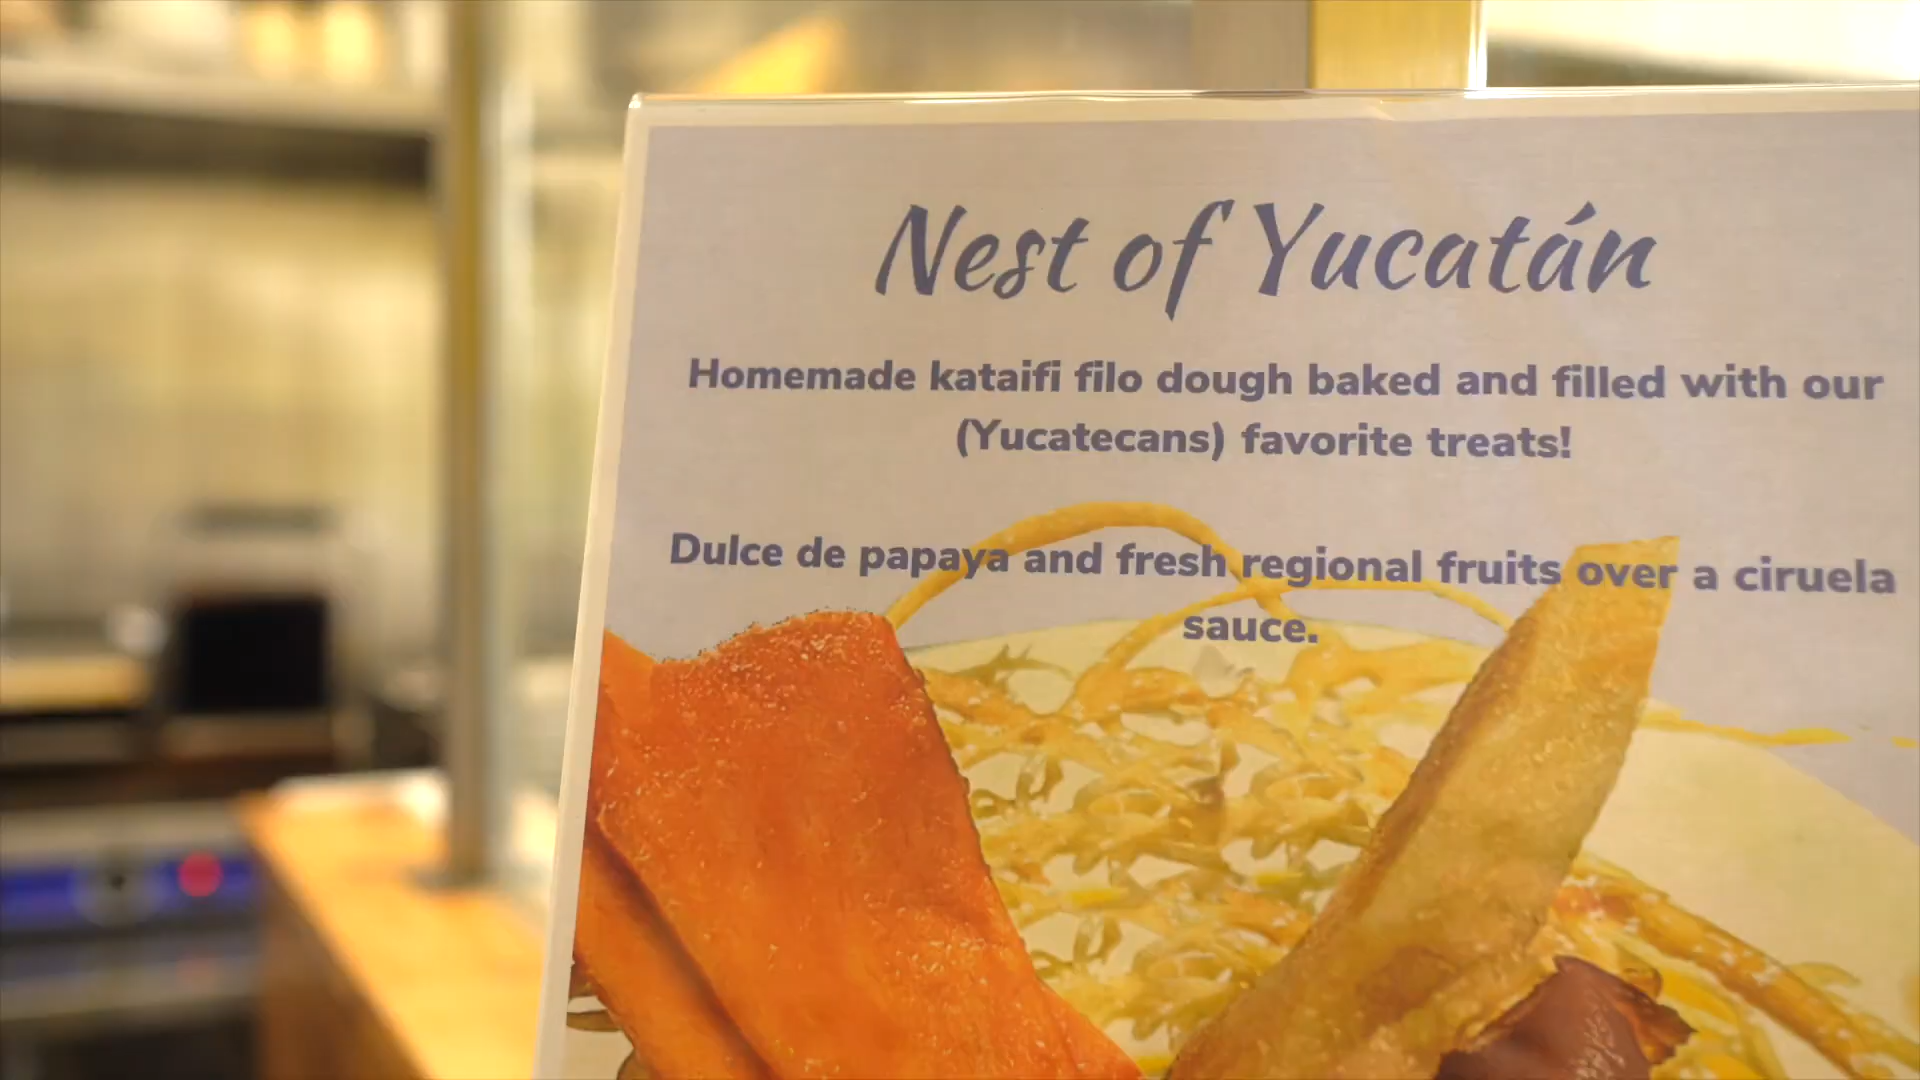 Nest of Yucatán
Homemade kataifi filo dough baked and filled with our
(Yucatecans) favorite treats!
Dulce de papaya and fresh regional fruits over a ciruela
sauce.